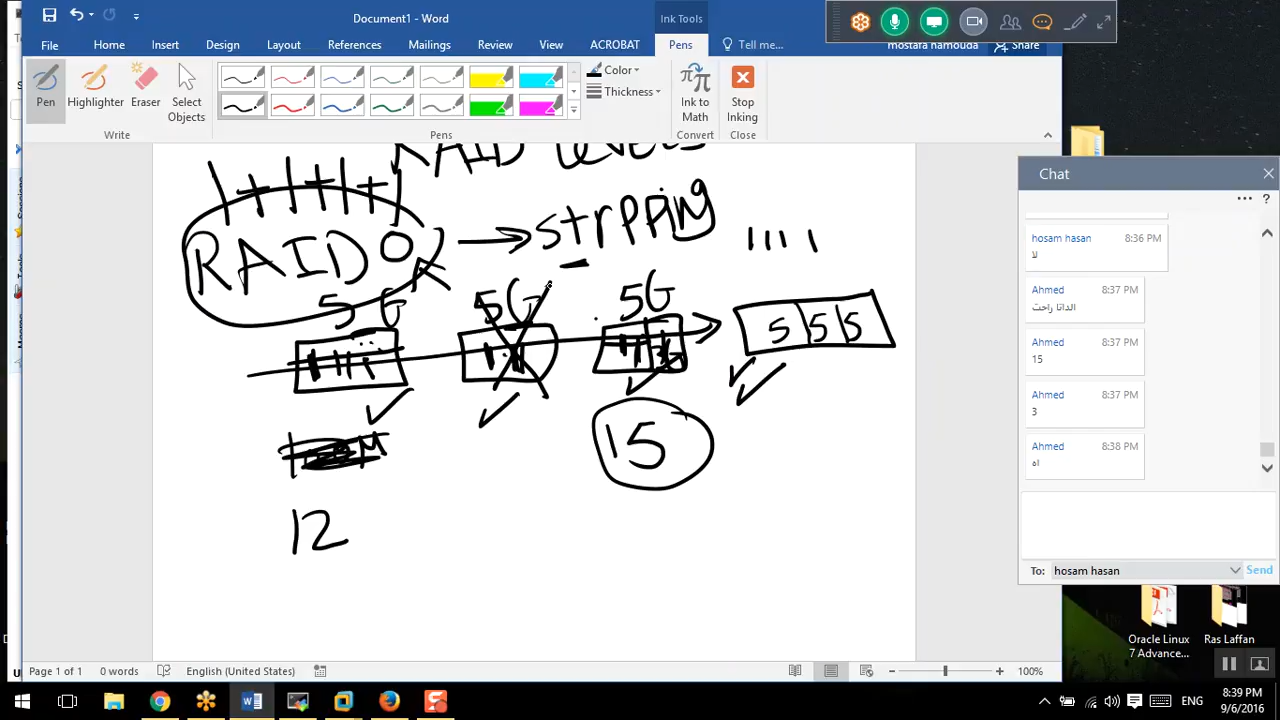 Document1 - Word
Ink Tools
File
Home
Insert
Design
Layout
References
Mailings
Review
View
ACROBAT
Pens
Tell me...
mostafa hamouda
Share
Pen
Highlighter
Eraser
Select Objects
Write
Pens
Color
Thickness
Ink to Math
Convert
Stop Inking
Close
RAID levels
RAID 0
strpping
5 G
5G
5G
5 5 5
15
12
Chat
hosam hasan 8:36 PM
لا
Ahmed 8:37 PM
الداتا راحت
Ahmed 8:37 PM
15
Ahmed 8:37 PM
3
Ahmed 8:38 PM
اه
To: hosam hasan
Send
Oracle Linux 7 Advance...
Ras Laffan
Page 1 of 1
0 words
English (United States)
100%
ENG
8:39 PM
9/6/2016